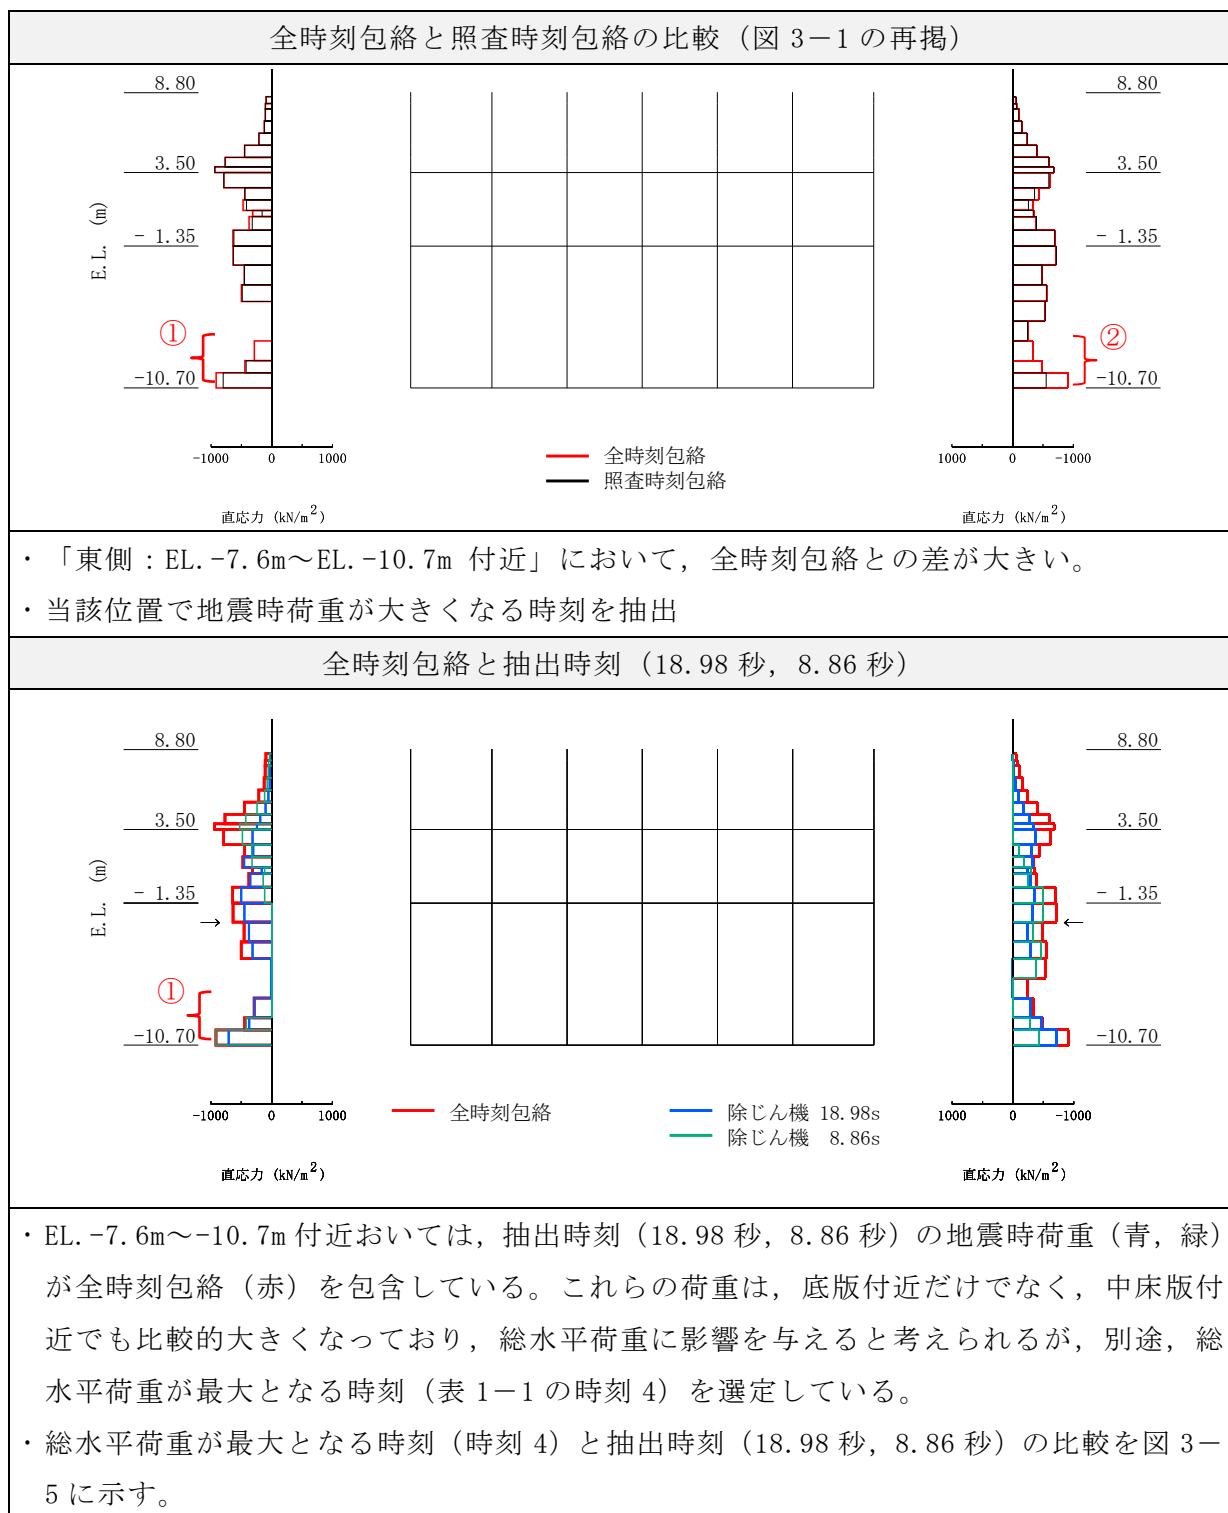 全時刻包絡と照査時刻包絡の比較（図 3－1 の再掲）
8.80
3.50
- 1.35
-10.70
E.L. (m)
①
-1000 0 1000
直応力 (kN/m²)
全時刻包絡
照査時刻包絡
8.80
3.50
- 1.35
②
-10.70
1000 0 -1000
直応力 (kN/m²)
・「東側：EL.-7.6m～EL.-10.7m 付近」において，全時刻包絡との差が大きい。
・当該位置で地震時荷重が大きくなる時刻を抽出
全時刻包絡と抽出時刻（18.98 秒，8.86 秒）
8.80
3.50
- 1.35
-10.70
E.L. (m)
→
①
-1000 0 1000
直応力 (kN/m²)
全時刻包絡
除じん機 18.98s
除じん機 8.86s
8.80
3.50
- 1.35
←
-10.70
1000 0 -1000
直応力 (kN/m²)
・EL.-7.6m～-10.7m 付近おいては，抽出時刻（18.98 秒，8.86 秒）の地震時荷重（青，緑）
が全時刻包絡（赤）を包含している。これらの荷重は，底版付近だけでなく，中床版付
近でも比較的大きくなっており，総水平荷重に影響を与えると考えられるが，別途，総
水平荷重が最大となる時刻（表 1－1 の時刻 4）を選定している。
・総水平荷重が最大となる時刻（時刻 4）と抽出時刻（18.98 秒，8.86 秒）の比較を図 3－
5 に示す。